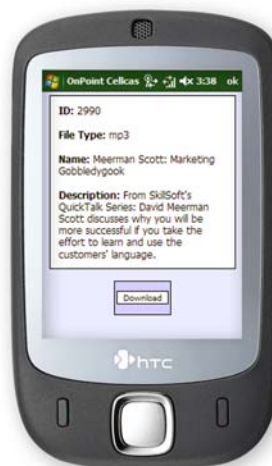 OnPoint Cellcas 3:38 ok
ID: 2990
File Type: mp3
Name: Meerman Scott: Marketing
Gobbledygook
Description: From SkillSoft's
QuickTalk Series: David Meerman
Scott discusses why you will be
more successful if you take the
effort to learn and use the
customers' language.
Download
hTC